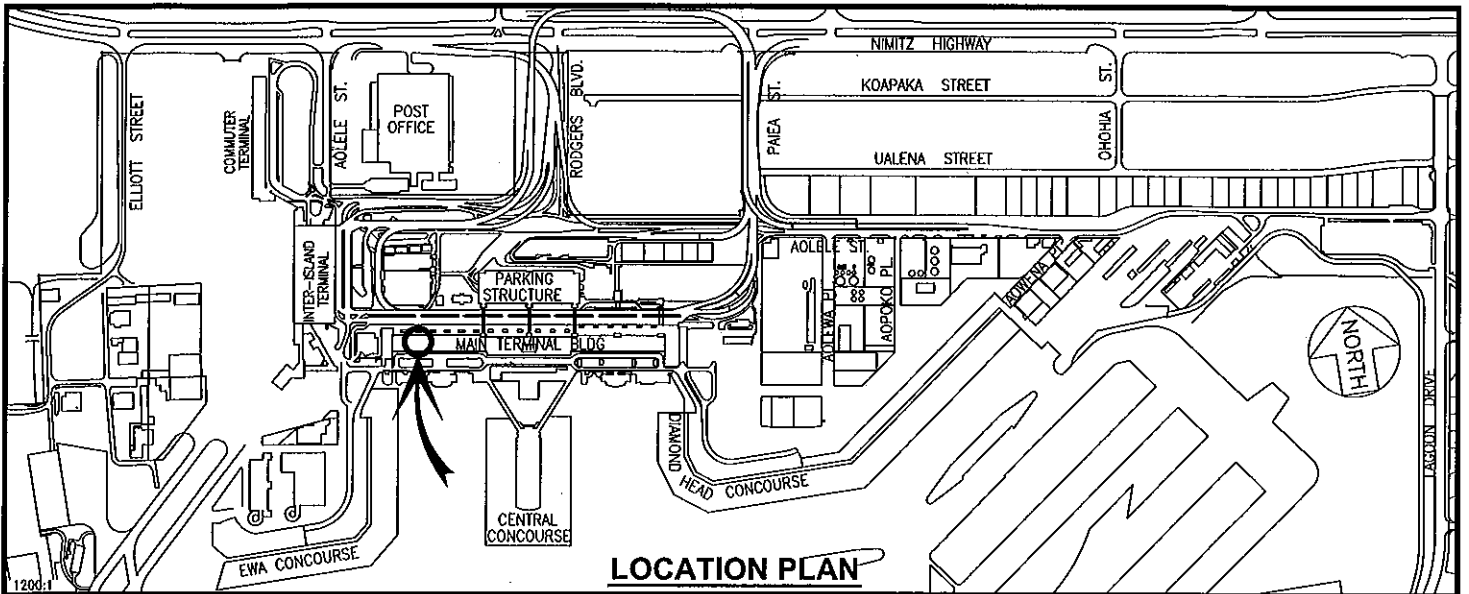 NIMITZ HIGHWAY
KOAPAKA STREET
UALENA STREET
ELLIOTT STREET
COMMUTER
TERMINAL
AOLELE ST.
POST
OFFICE
RODGERS BLVD.
PAIEA ST.
OHOHIA ST.
INTER-ISLAND
TERMINAL
PARKING
STRUCTURE
MAIN TERMINAL BLDG
AOLELE ST.
AOLEWA PL.
AOPOKO PL.
AOWENA
NORTH
LAGOON DRIVE
DIAMOND
HEAD CONCOURSE
CENTRAL
CONCOURSE
EWA CONCOURSE
LOCATION PLAN
1200:1